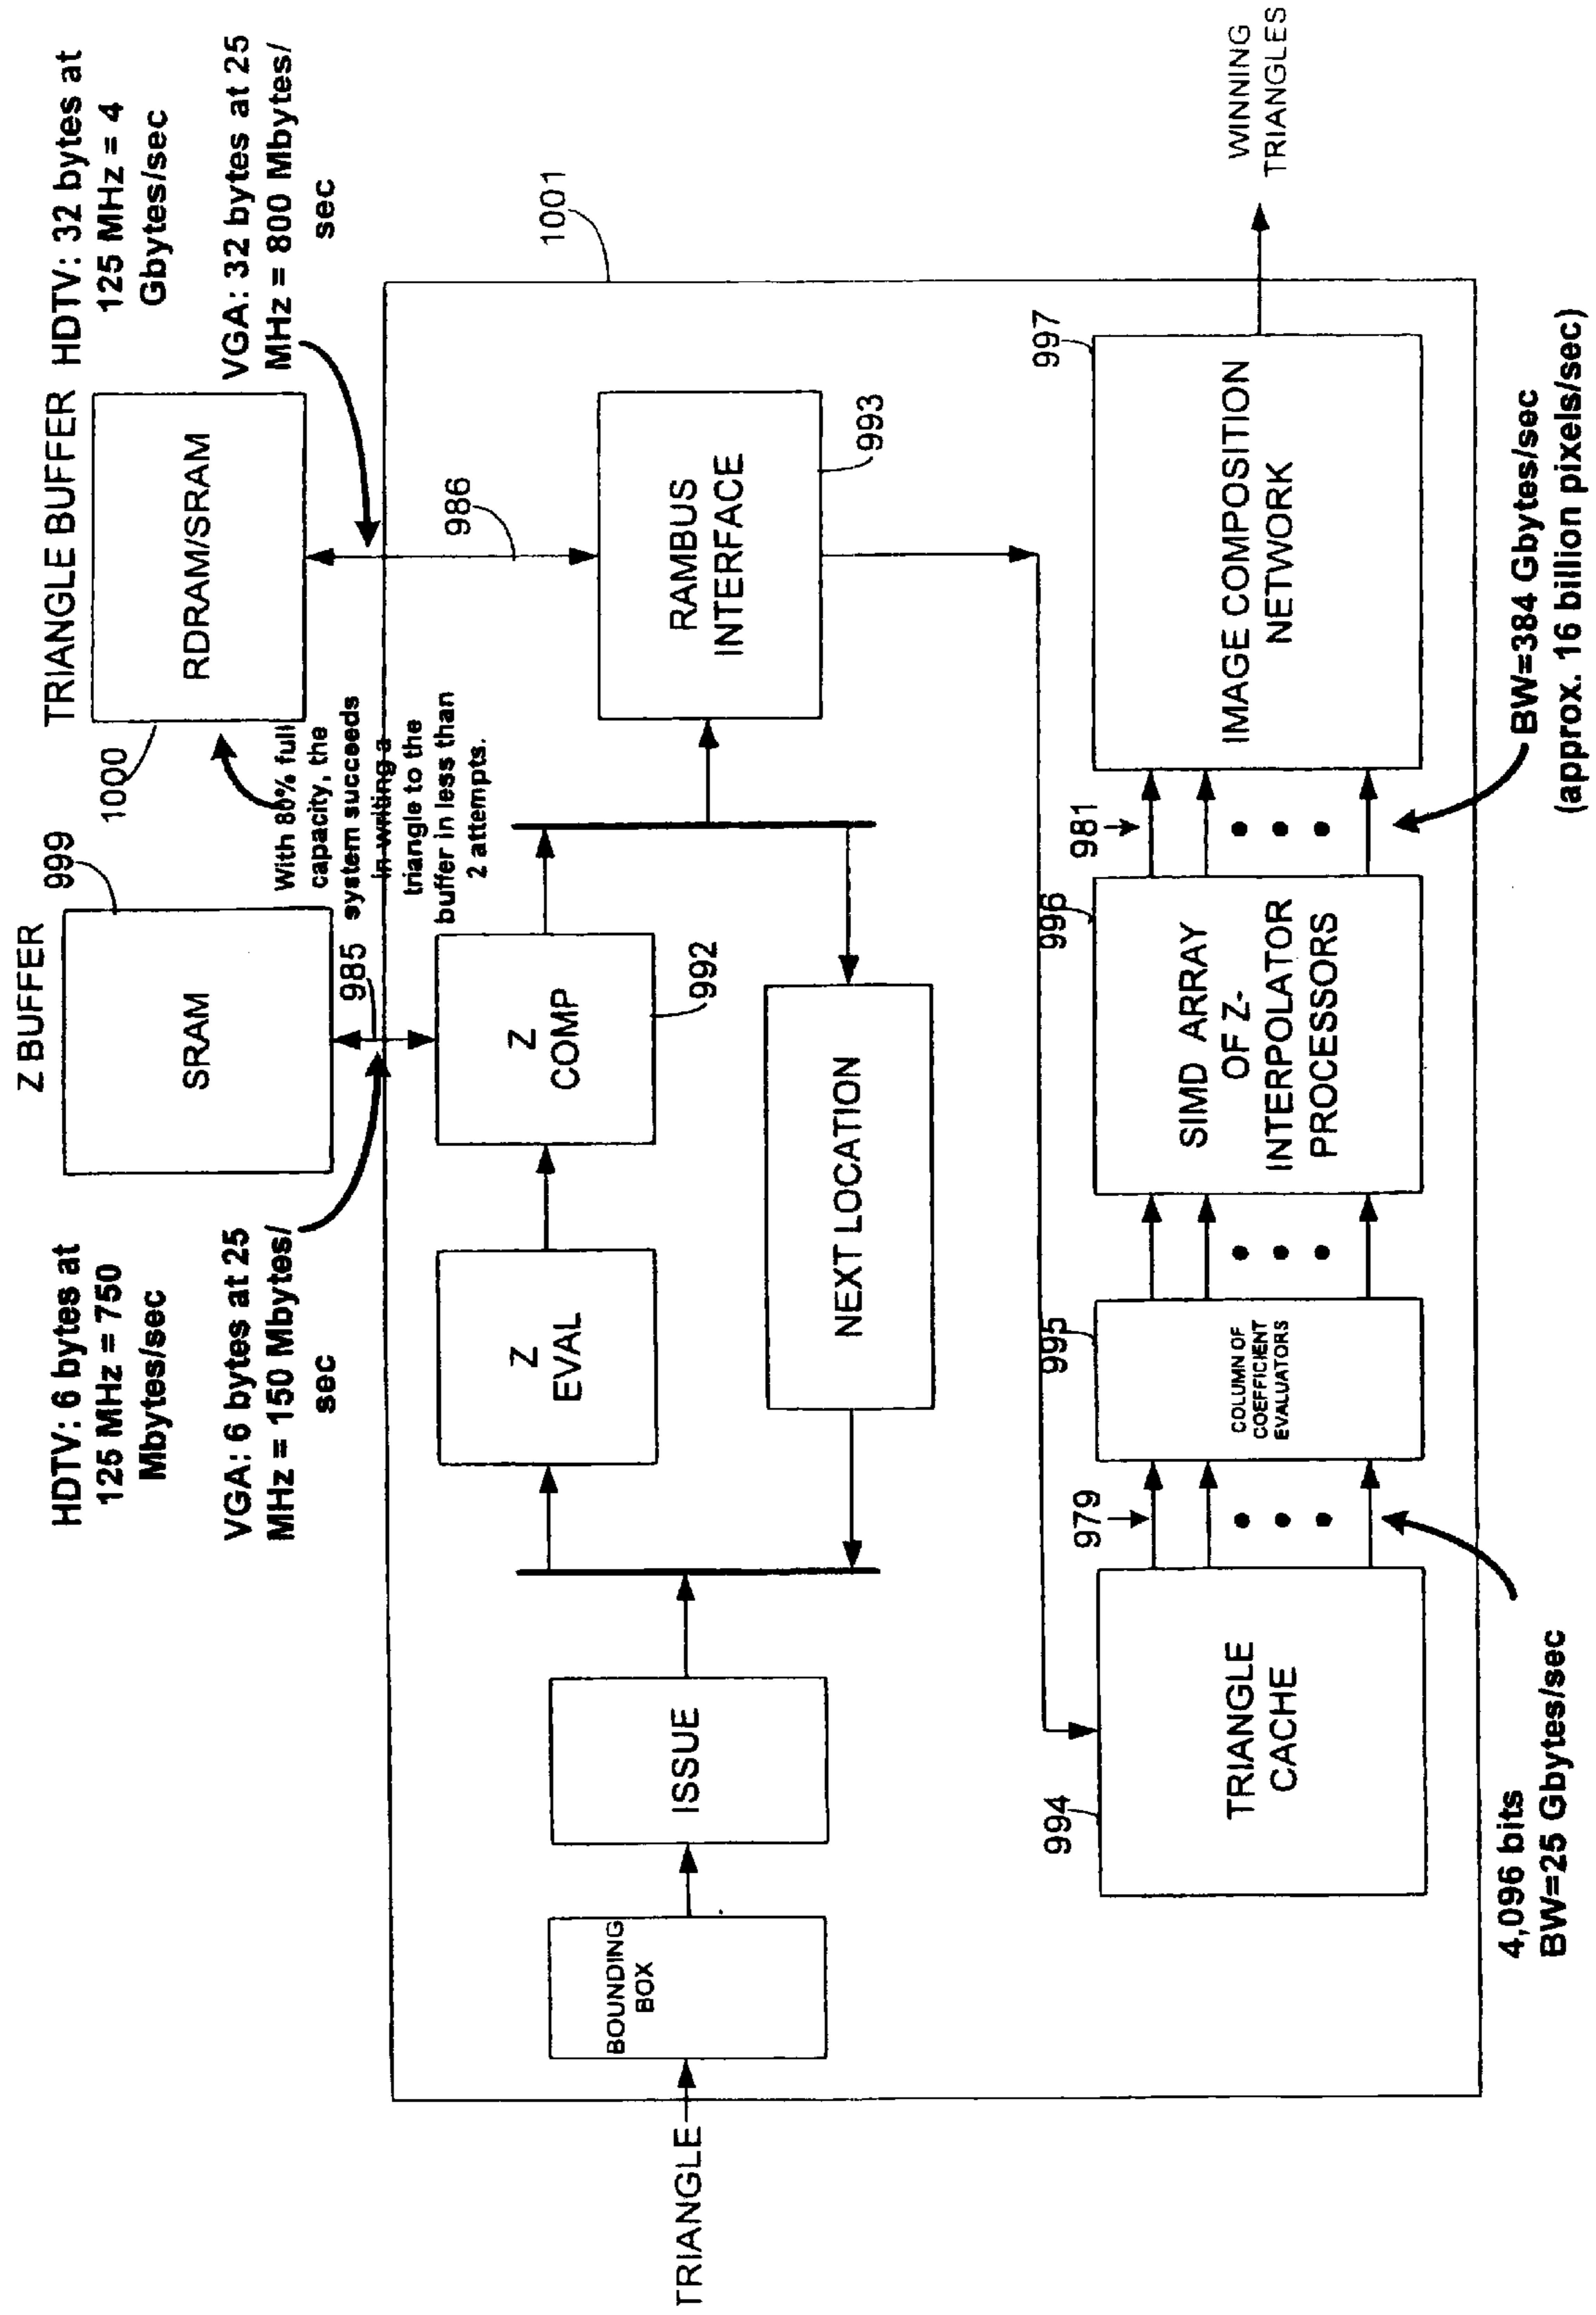 Z BUFFER
SRAM
999
HDTV: 6 bytes at
125 MHz = 750
Mbytes/sec
VGA: 6 bytes at 25
MHz = 150 Mbytes/
sec
985
TRIANGLE BUFFER
RDRAM/SRAM
1000
HDTV: 32 bytes at
125 MHz = 4
Gbytes/sec
VGA: 32 bytes at 25
MHz = 800 Mbytes/
sec
With 80% full
capacity, the
system succeeds
in writing a
triangle to the
buffer in less than
2 attempts.
986
1001
TRIANGLE
BOUNDING
BOX
ISSUE
Z
EVAL
Z
COMP
992
NEXT LOCATION
RAMBUS
INTERFACE
993
994
TRIANGLE
CACHE
979
4,096 bits
BW=25 Gbytes/sec
995
COLUMN OF
COEFFICIENT
EVALUATORS
996
SIMD ARRAY
OF Z-
INTERPOLATOR
PROCESSORS
981
BW=384 Gbytes/sec
(approx. 16 billion pixels/sec)
997
IMAGE COMPOSITION
NETWORK
WINNING
TRIANGLES